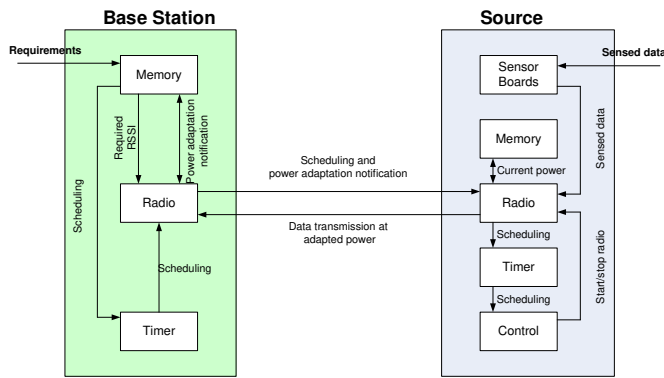 Base Station
Source
Requirements
Sensed data
Memory
Sensor
Boards
Required
RSSI
Power adaptation
notification
Scheduling
Sensed data
Memory
Scheduling and
power adaptation notification
Current power
Radio
Radio
Data transmission at
adapted power
Scheduling
Scheduling
Timer
Start/stop radio
Scheduling
Timer
Control